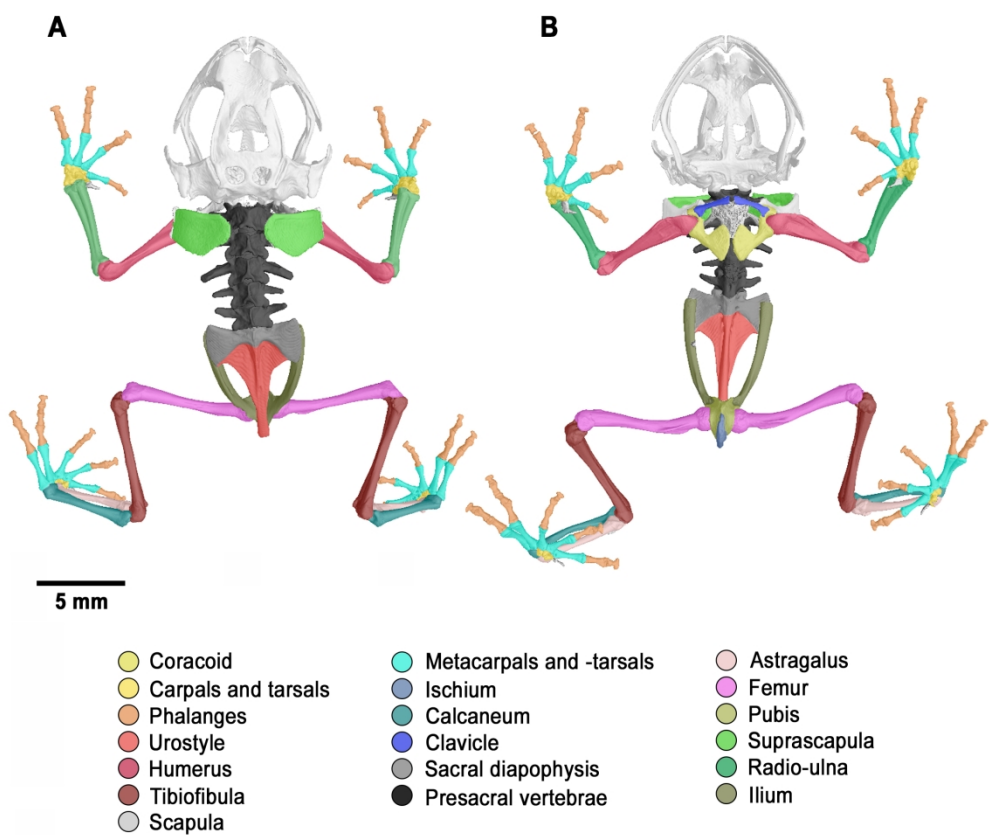 A
B
5 mm
Coracoid
Carpals and tarsals
Phalanges
Urostyle
Humerus
Tibiofibula
Scapula
Metacarpals and -tarsals
Ischium
Calcaneum
Clavicle
Sacral diapophysis
Presacral vertebrae
Astragalus
Femur
Pubis
Suprascapula
Radio-ulna
Ilium